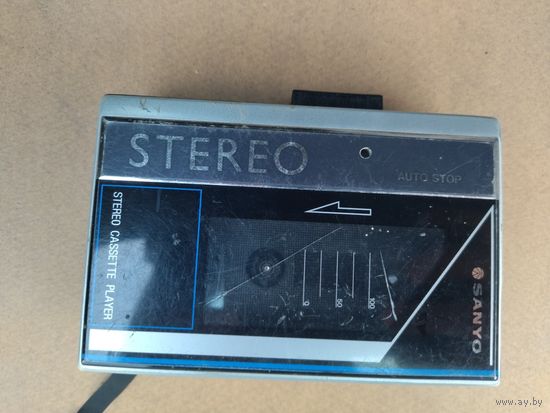 STEREO
AUTO STOP
STEREO CASSETTE PLAYER
0 50 100
SANYO
www.ay.by